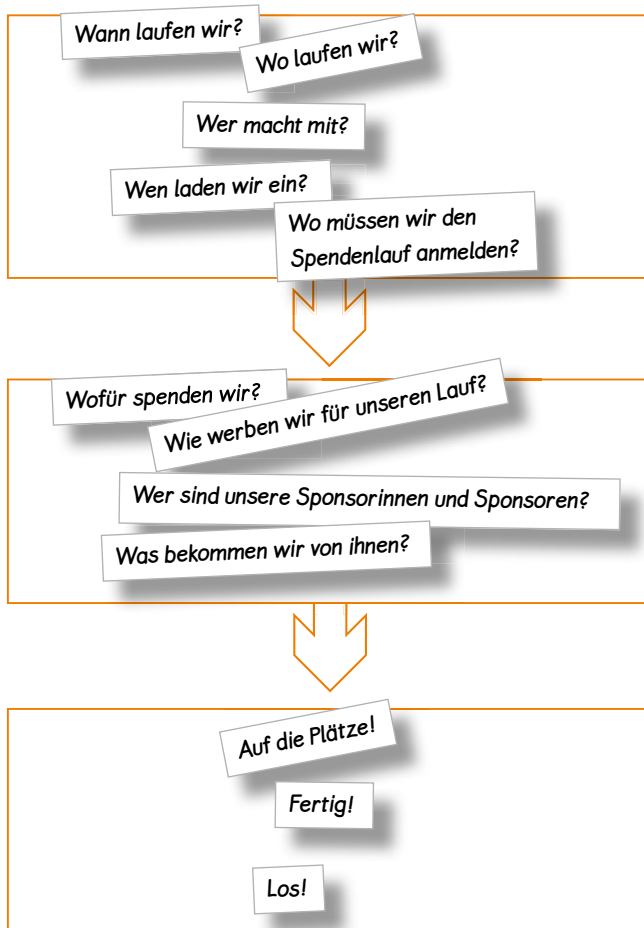 Wann laufen wir?
Wo laufen wir?
Wer macht mit?
Wen laden wir ein?
Wo müssen wir den
Spendenlauf anmelden?
Wofür spenden wir?
Wie werben wir für unseren Lauf?
Wer sind unsere Sponsorinnen und Sponsoren?
Was bekommen wir von ihnen?
Auf die Plätze!
Fertig!
Los!